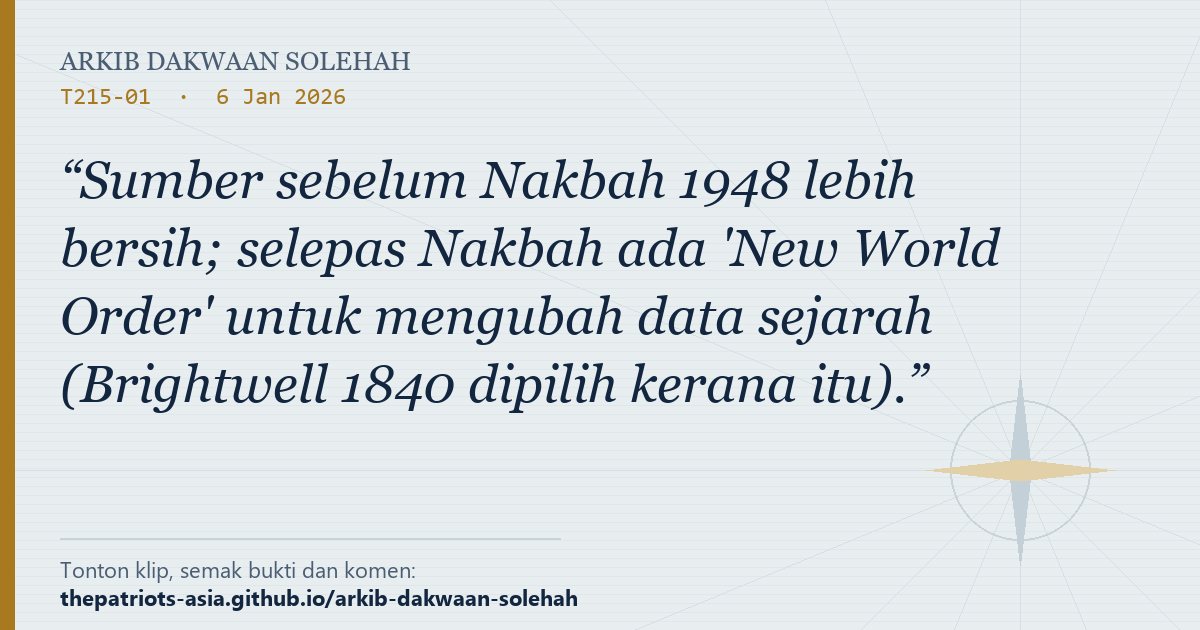 ARKIB DAKWAAN SOLEHAH
T215-01 · 6 Jan 2026
“Sumber sebelum Nakbah 1948 lebih
bersih; selepas Nakbah ada 'New World
Order' untuk mengubah data sejarah
(Brightwell 1840 dipilih kerana itu).”
Tonton klip, semak bukti dan komen:
thepatriots-asia.github.io/arkib-dakwaan-solehah